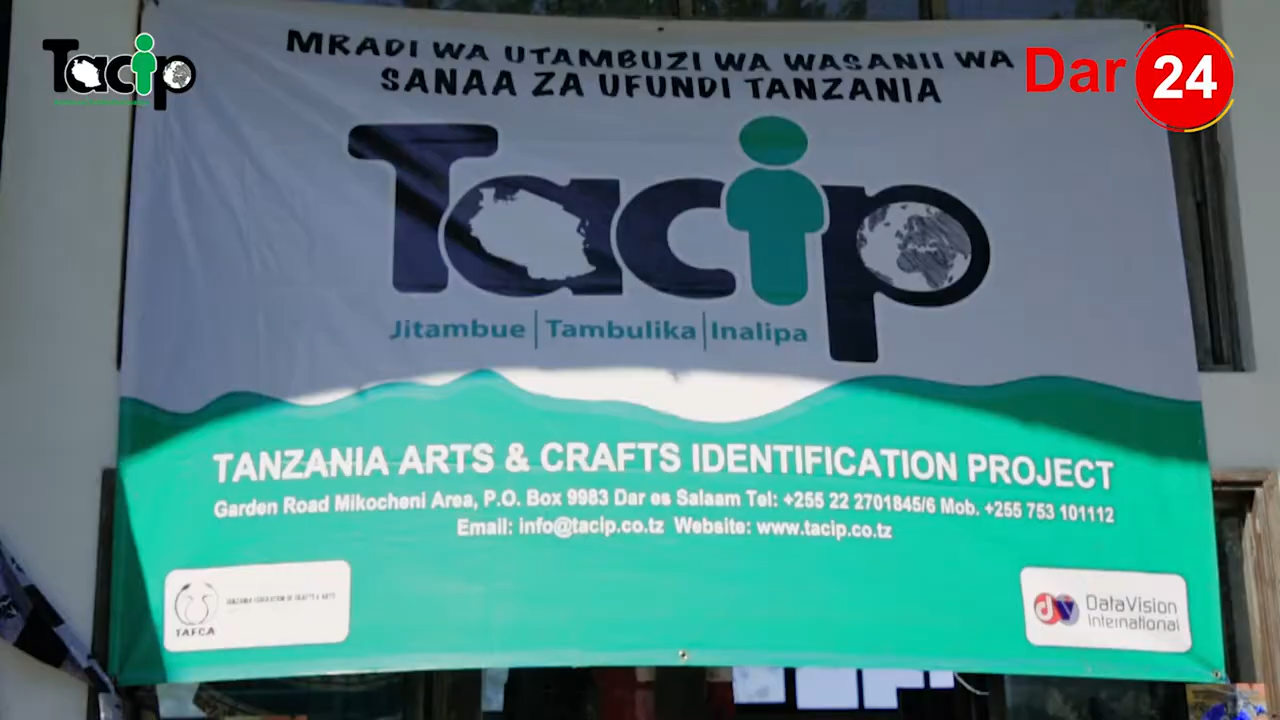 Tacip
Dar 24
MRADI WA UTAMBUZI WA WASANII WA
SANAA ZA UFUNDI TANZANIA
Tacip
Jitambue | Tambulika | Inalipa
TANZANIA ARTS & CRAFTS IDENTIFICATION PROJECT
Garden Road Mikocheni Area, P.O. Box 9983 Dar es Salaam Tel: +255 22 2701845/6 Mob. +255 753 101112
Email: info@tacip.co.tz Website: www.tacip.co.tz
TAFCA
dv DataVision
International